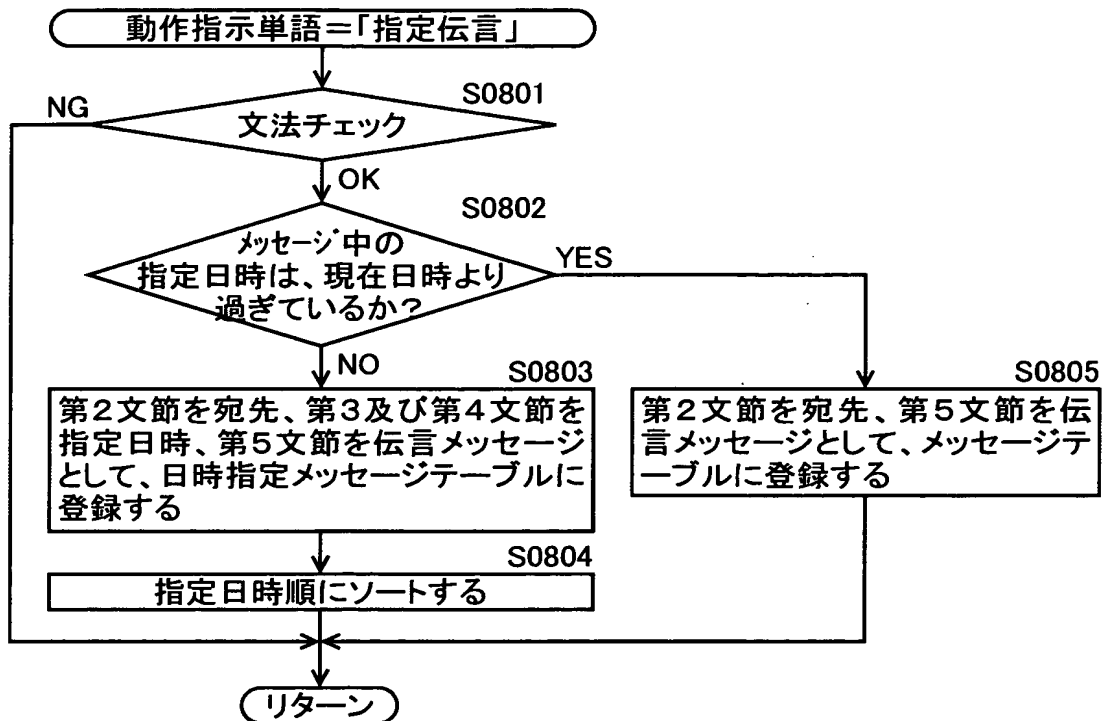 動作指示単語=「指定伝言」
S0801
NG
文法チェック
OK
S0802
メッセージ中の
指定日時は、現在日時より
過ぎているか?
YES
NO
S0803
第2文節を宛先、第3及び第4文節を
指定日時、第5文節を伝言メッセージ
として、日時指定メッセージテーブルに
登録する
S0805
第2文節を宛先、第5文節を伝
言メッセージとして、メッセージテ
ーブルに登録する
S0804
指定日時順にソートする
リターン